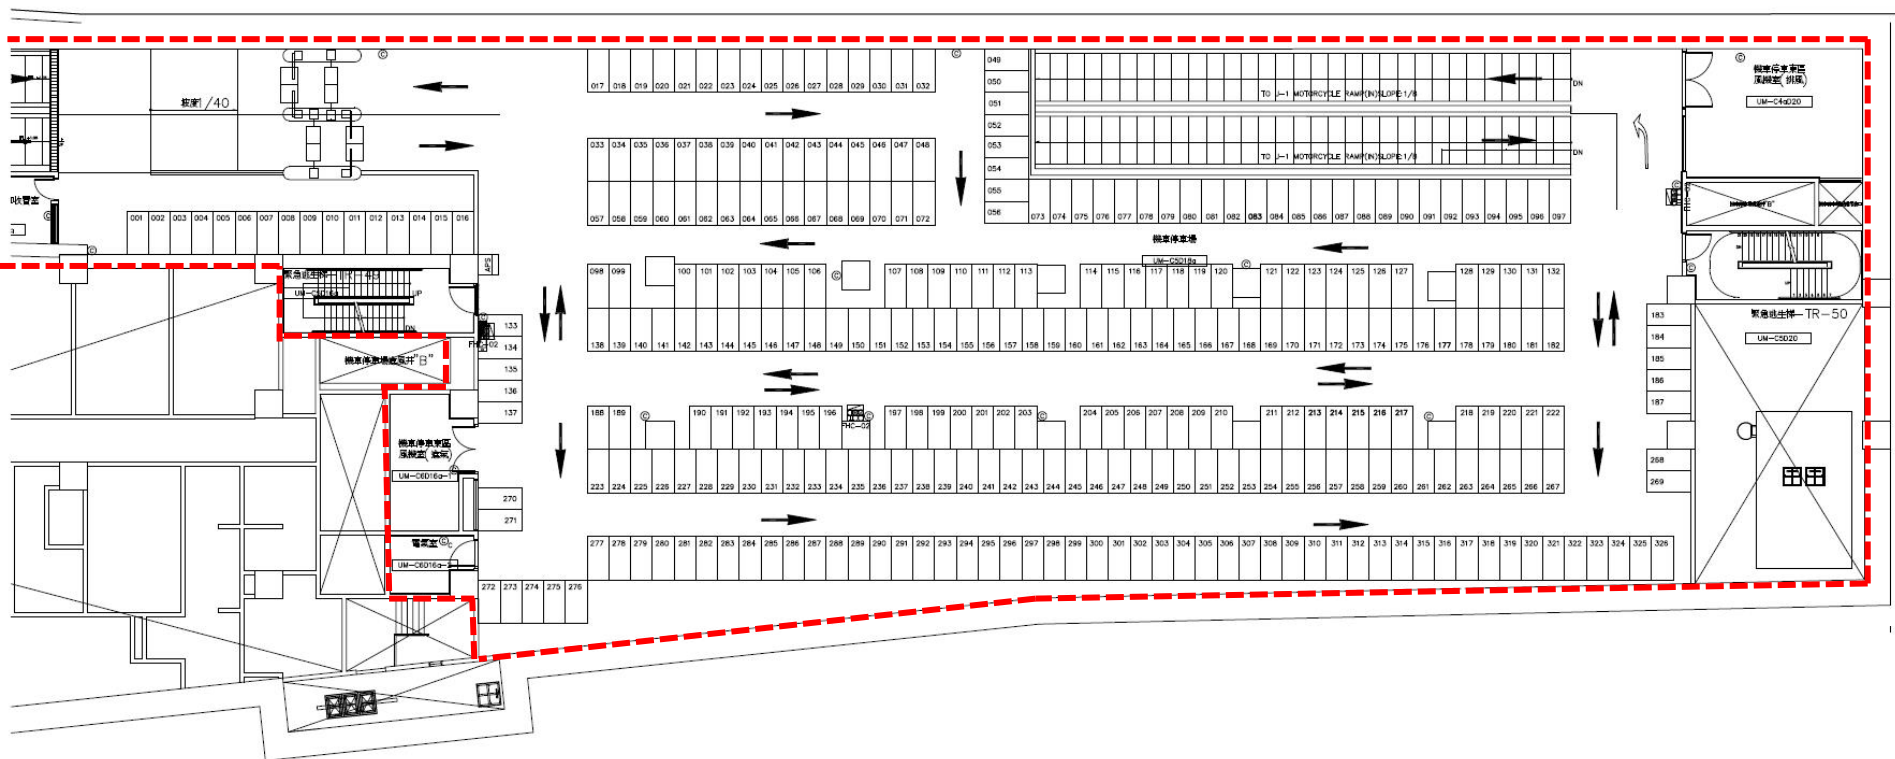 坡度1/40
017 018 019 020 021 022 023 024 025 026 027 028 029 030 031 032
033 034 035 036 037 038 039 040 041 042 043 044 045 046 047 048
057 058 059 060 061 062 063 064 065 066 067 068 069 070 071 072
001 002 003 004 005 006 007 008 009 010 011 012 013 014 015 016
049
050
051
052
053
054
055
056
TO U-1 MOTORCYCLE RAMP(IN)SLOPE:1/8
DN
TO U-1 MOTORCYCLE RAMP(IN)SLOPE:1/8
DN
073 074 075 076 077 078 079 080 081 082 083 084 085 086 087 088 089 090 091 092 093 094 095 096 097
機車停車東區
風機室(排風)
UM-C4aD20
機車停車場
UM-C5D18a
緊急逃生梯-TR-49
UP
DN
APS
FHC-02
098 099 100 101 102 103 104 105 106 107 108 109 110 111 112 113 114 115 116 117 118 119 120 121 122 123 124 125 126 127 128 129 130 131 132
138 139 140 141 142 143 144 145 146 147 148 149 150 151 152 153 154 155 156 157 158 159 160 161 162 163 164 165 166 167 168 169 170 171 172 173 174 175 176 177 178 179 180 181 182
133
134
135
136
137
183
184
185
186
187
緊急逃生梯-TR-50
UM-C5D20
UP
188 189 190 191 192 193 194 195 196 197 198 199 200 201 202 203 204 205 206 207 208 209 210 211 212 213 214 215 216 217 218 219 220 221 222
FHC-02
223 224 225 226 227 228 229 230 231 232 233 234 235 236 237 238 239 240 241 242 243 244 245 246 247 248 249 250 251 252 253 254 255 256 257 258 259 260 261 262 263 264 265 266 267
268
269
機車停車東區
風機室(進氣)
UM-C6D16a-1
270
271
電氣室
UM-C6D16a-2
272 273 274 275 276
277 278 279 280 281 282 283 284 285 286 287 288 289 290 291 292 293 294 295 296 297 298 299 300 301 302 303 304 305 306 307 308 309 310 311 312 313 314 315 316 317 318 319 320 321 322 323 324 325 326